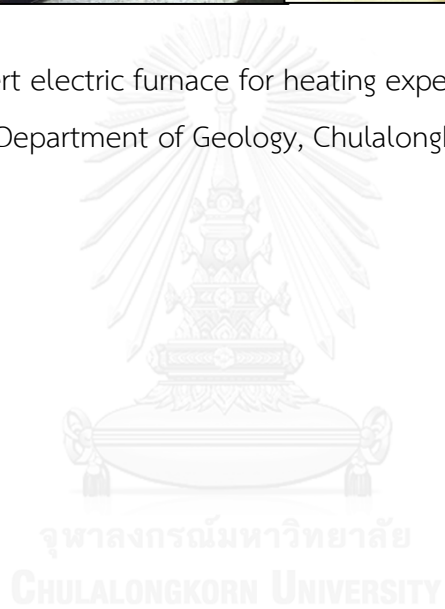 rt electric furnace for heating expe
Department of Geology, Chulalong
จุฬาลงกรณ์มหาวิทยาลัย
CHULALONGKORN UNIVERSITY